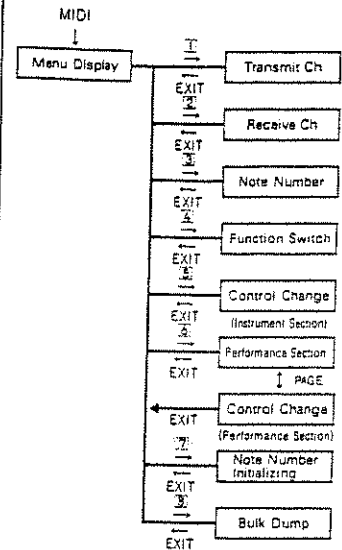 MIDI
Menu Display
1
Transmit Ch
EXIT
2
Receive Ch
EXIT
3
Note Number
EXIT
4
Function Switch
EXIT
5
Control Change
(Instrument Section)
EXIT
6
Performance Section
EXIT
PAGE
Control Change
(Performance Section)
EXIT
7
Note Number
Initializing
EXIT
8
Bulk Dump
EXIT